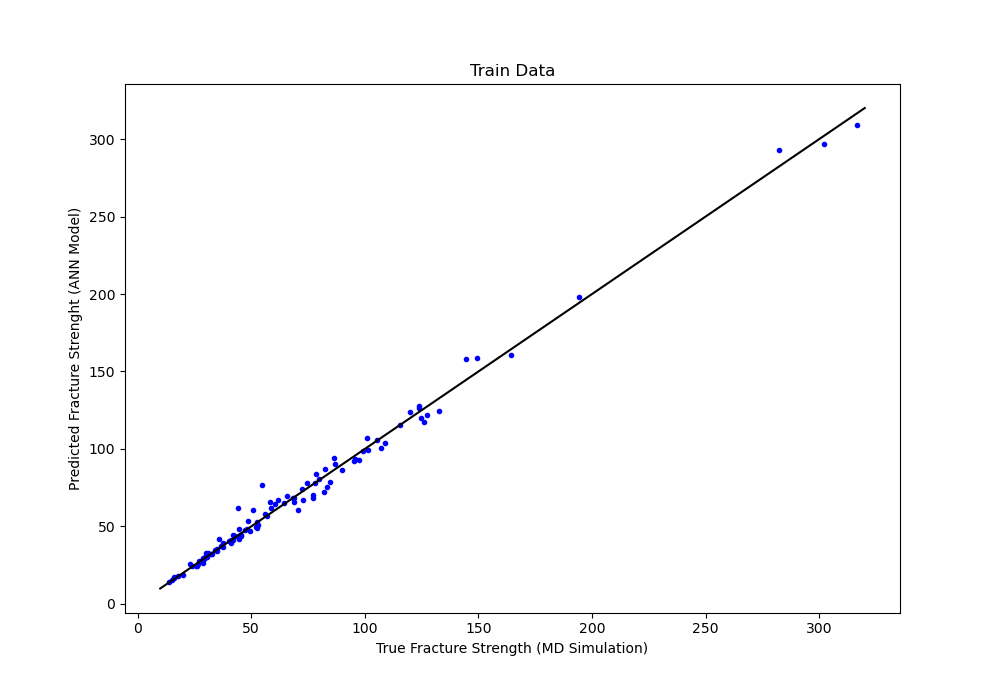 Train Data
Predicted Fracture Strenght (ANN Model)
300
250
200
150
100
50
0
0 50 100 150 200 250 300
True Fracture Strength (MD Simulation)